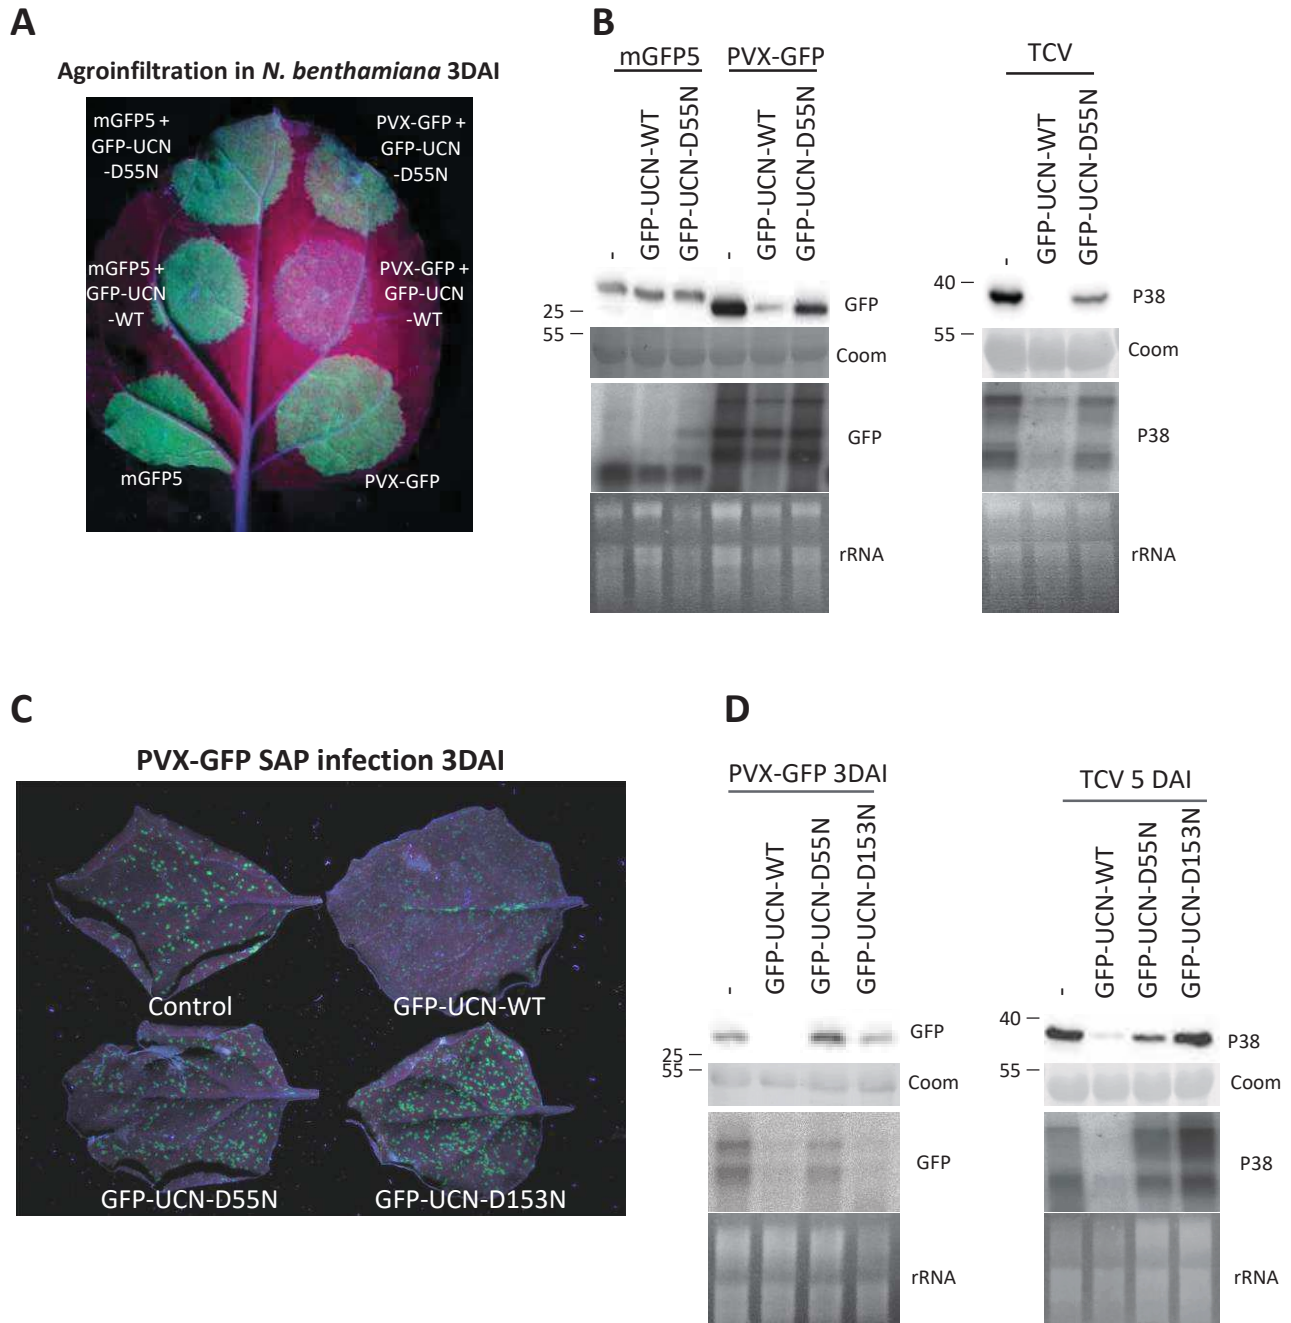 A
Agroinfiltration in N. benthamiana 3DAI
mGFP5 +
GFP-UCN
-D55N
PVX-GFP +
GFP-UCN
-D55N
mGFP5 +
GFP-UCN
-WT
PVX-GFP +
GFP-UCN
-WT
mGFP5
PVX-GFP
B
mGFP5
PVX-GFP
-
GFP-UCN-WT
GFP-UCN-D55N
-
GFP-UCN-WT
GFP-UCN-D55N
25
GFP
55
Coom
GFP
rRNA
TCV
-
GFP-UCN-WT
GFP-UCN-D55N
40
P38
55
Coom
P38
rRNA
C
PVX-GFP SAP infection 3DAI
Control
GFP-UCN-WT
GFP-UCN-D55N
GFP-UCN-D153N
D
PVX-GFP 3DAI
-
GFP-UCN-WT
GFP-UCN-D55N
GFP-UCN-D153N
GFP
25
55
Coom
GFP
rRNA
TCV 5 DAI
-
GFP-UCN-WT
GFP-UCN-D55N
GFP-UCN-D153N
40
P38
55
Coom
P38
rRNA